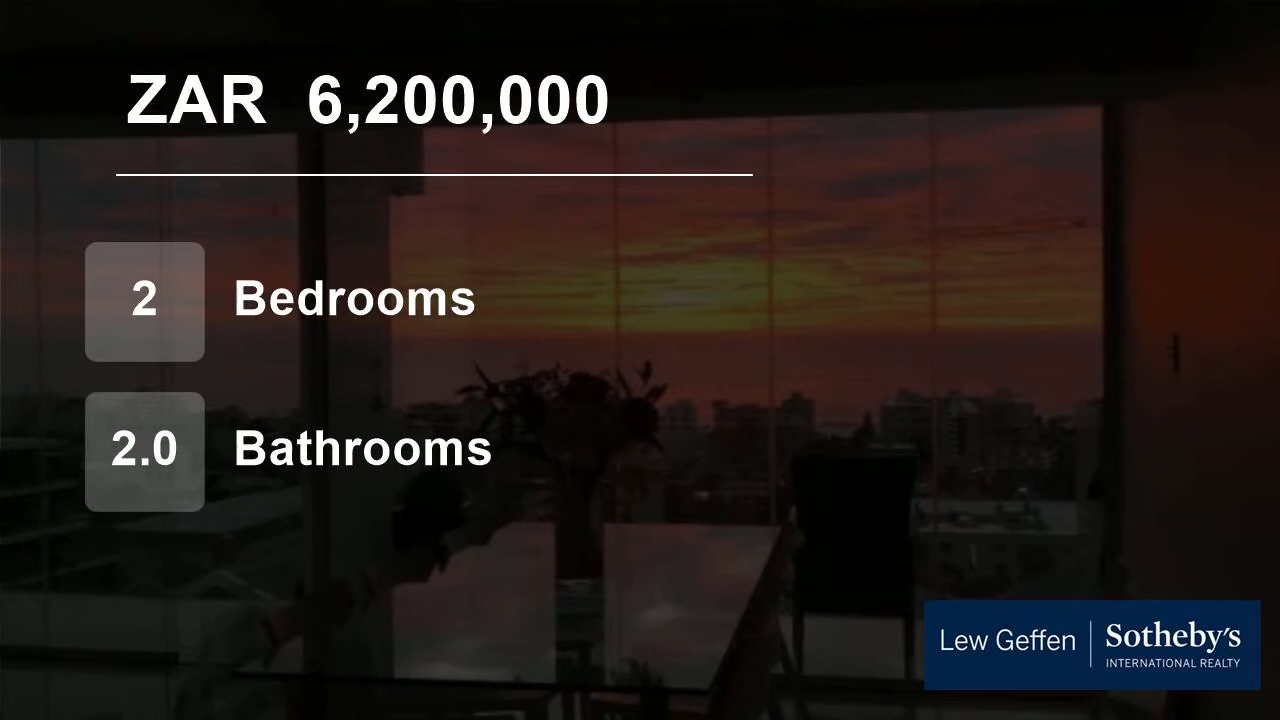 ZAR 6,200,000
2 Bedrooms
2.0 Bathrooms
Lew Geffen
Sotheby's
INTERNATIONAL REALTY